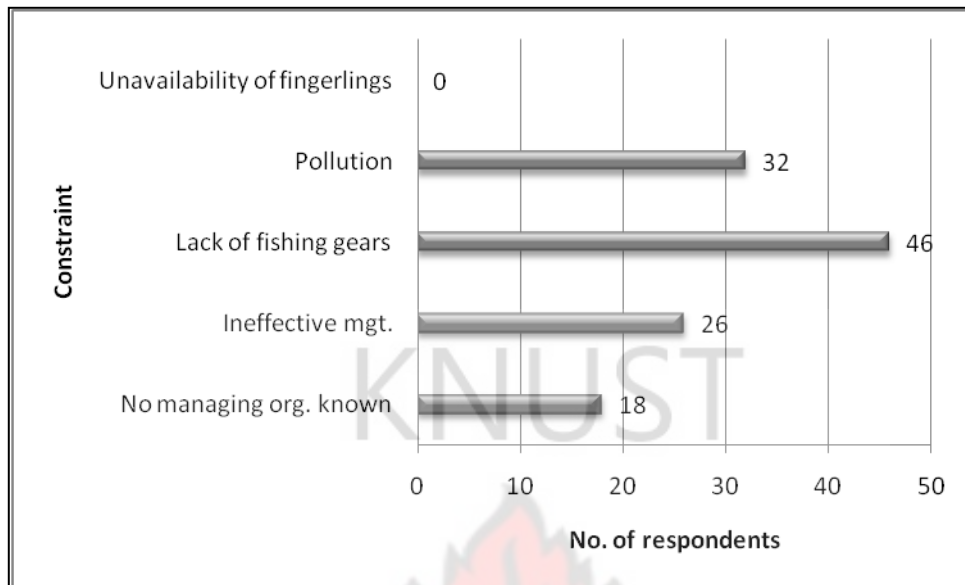 Constraint
Unavailability of fingerlings
0
Pollution
32
Lack of fishing gears
46
Ineffective mgt.
26
No managing org. known
18
KNUST
0 10 20 30 40 50
No. of respondents